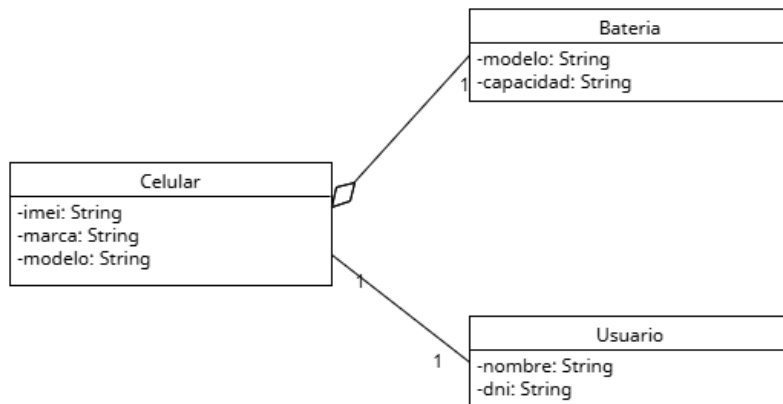 Bateria
-modelo: String
-capacidad: String
1
Celular
-imei: String
-marca: String
-modelo: String
1
1
Usuario
-nombre: String
-dni: String